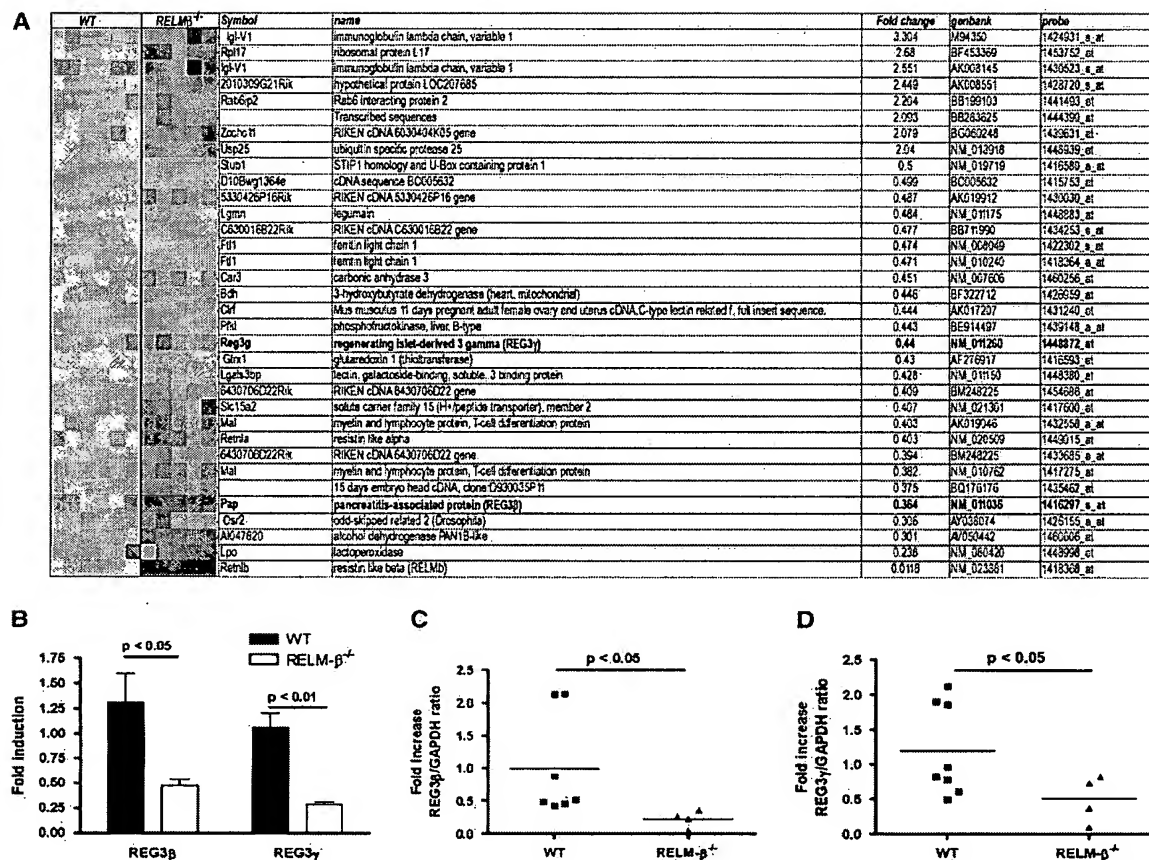 A
WT RELMβ-/- Symbol name Fold change genbank probe
Igl-V1 immunoglobulin lambda chain, variable 1 3.304 M94350 1424931_s_at
Rpl17 ribosomal protein L17 2.68 BF453369 1453752_at
Igl-V1 immunoglobulin lambda chain, variable 1 2.551 AK008145 1430523_s_at
2010309G21Rik hypothetical protein LOC207685 2.449 AK008551 1428720_s_at
Rab6ip2 Rab6 interacting protein 2 2.204 BB199103 1441493_at
Transcribed sequences 2.093 BB283625 1444390_at
Zcchc11 RIKEN cDNA 6030404K05 gene 2.079 BG060248 1439631_at
Usp25 ubiquitin specific protease 25 2.04 NM_013918 1448939_at
Stub1 STIP1 homology and U-Box containing protein 1 0.5 NM_019719 1416580_a_at
D10Bwg1364e cDNA sequence BC005632 0.499 BC005632 1415753_at
5330426P16Rik RIKEN cDNA 5330426P16 gene 0.487 AK019912 1430030_at
Lgmn legumain 0.484 NM_011175 1448883_at
C630016B22Rik RIKEN cDNA C630016B22 gene 0.477 BB711990 1434253_s_at
Ftl1 ferritin light chain 1 0.474 NM_008049 1422302_s_at
Ftl1 ferritin light chain 1 0.471 NM_010240 1418364_a_at
Car3 carbonic anhydrase 3 0.451 NM_007606 1460256_at
Bdh 3-hydroxybutyrate dehydrogenase (heart, mitochondrial) 0.446 BF322712 1426959_at
Clrf Mus musculus 11 days pregnant adult female ovary and uterus cDNA,C-type lectin related f, full insert sequence. 0.444 AK017207 1431240_at
Pfkl phosphofructokinase, liver, B-type 0.443 BE914497 1439148_a_at
Reg3g regenerating islet-derived 3 gamma (REG3γ) 0.44 NM_011260 1448872_at
Glrx1 glutaredoxin 1 (thioltransferase) 0.43 AF276917 1416593_at
Lgals3bp lectin, galactoside-binding, soluble, 3 binding protein 0.428 NM_011150 1448380_at
6430706D22Rik RIKEN cDNA 6430706D22 gene 0.409 BM248225 1454688_at
Slc15a2 solute carrier family 15 (H+/peptide transporter), member 2 0.407 NM_021301 1417600_at
Mal myelin and lymphocyte protein, T-cell differentiation protein 0.403 AK019046 1432558_a_at
Retnla resistin like alpha 0.403 NM_020509 1449015_at
6430706D22Rik RIKEN cDNA 6430706D22 gene 0.394 BM248225 1433685_a_at
Mal myelin and lymphocyte protein, T-cell differentiation protein 0.382 NM_010762 1417275_at
15 days embryo head cDNA, clone:D930035P11 0.375 BQ176176 1435462_at
Pap pancreatitis-associated protein (REG3β) 0.364 NM_011036 1416297_s_at
Osr2 odd-skipped related 2 (Drosophila) 0.306 AY038074 1426155_a_at
AI047620 alcohol dehydrogenase PAN1B-like 0.301 AV050442 1460606_at
Lpo lactoperoxidase 0.236 NM_080420 1448998_at
Retnlb resistin like beta (RELMb) 0.0118 NM_023881 1418368_at
B
WT
RELM-β-/-
p < 0.05
p < 0.01
Fold induction
1.75
1.50
1.25
1.00
0.75
0.50
0.25
0.00
REG3β REG3γ
C
p < 0.05
Fold increase
REG3β/GAPDH ratio
2.5
2.0
1.5
1.0
0.5
0.0
WT RELM-β-/-
D
p < 0.05
Fold increase
REG3γ/GAPDH ratio
2.5
2.0
1.5
1.0
0.5
0.0
WT RELM-β-/-